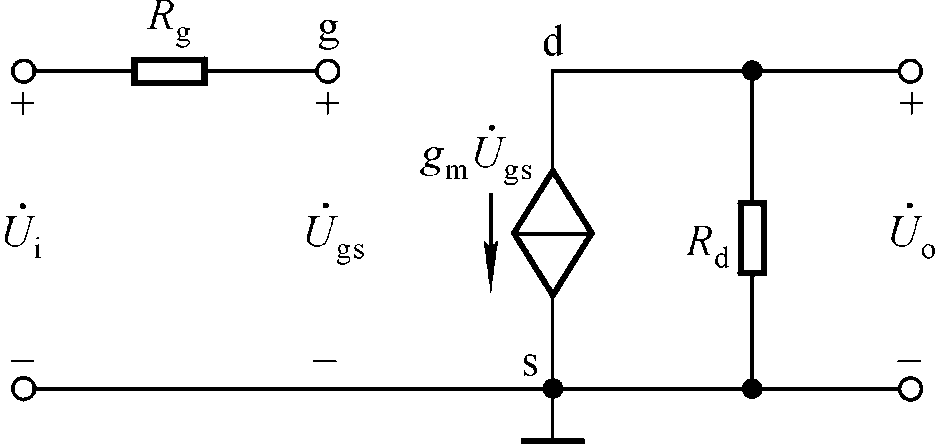 R_g g
d
+ + +
g_m U̇_gs
U̇_i U̇_gs R_d U̇_o
− − s −